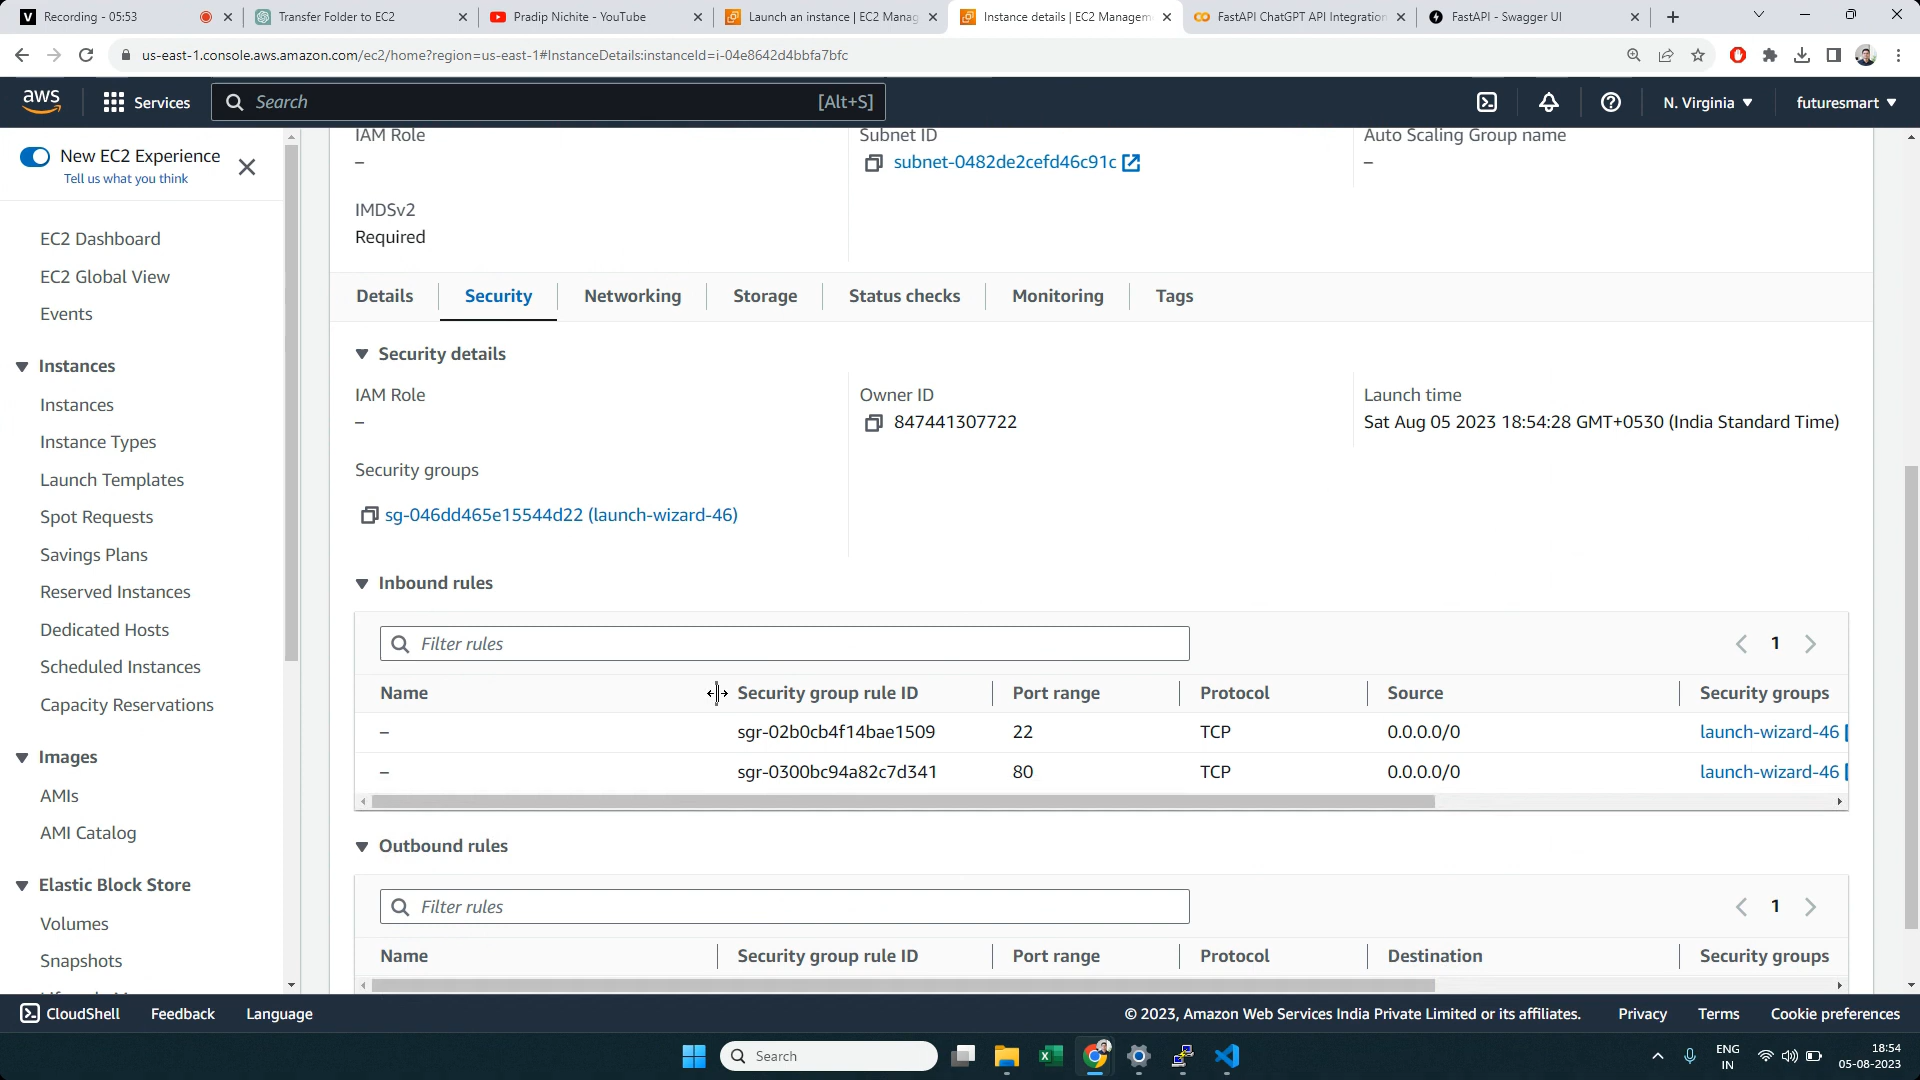 Recording - 05:53
Transfer Folder to EC2
Pradip Nichite - YouTube
Launch an instance | EC2 Manag
Instance details | EC2 Managem
FastAPI ChatGPT API Integration
FastAPI - Swagger UI
us-east-1.console.aws.amazon.com/ec2/home?region=us-east-1#InstanceDetails:instanceId=i-04e8642d4bbfa7bfc
aws
Services
Search
[Alt+S]
N. Virginia
futuresmart
New EC2 Experience
Tell us what you think
EC2 Dashboard
EC2 Global View
Events
Instances
Instances
Instance Types
Launch Templates
Spot Requests
Savings Plans
Reserved Instances
Dedicated Hosts
Scheduled Instances
Capacity Reservations
Images
AMIs
AMI Catalog
Elastic Block Store
Volumes
Snapshots
IAM Role
–
Subnet ID
subnet-0482de2cefd46c91c
Auto Scaling Group name
–
IMDSv2
Required
Details Security Networking Storage Status checks Monitoring Tags
Security details
IAM Role
–
Owner ID
847441307722
Launch time
Sat Aug 05 2023 18:54:28 GMT+0530 (India Standard Time)
Security groups
sg-046dd465e15544d22 (launch-wizard-46)
Inbound rules
Filter rules
1
Name Security group rule ID Port range Protocol Source Security groups
– sgr-02b0cb4f14bae1509 22 TCP 0.0.0.0/0 launch-wizard-46
– sgr-0300bc94a82c7d341 80 TCP 0.0.0.0/0 launch-wizard-46
Outbound rules
Filter rules
1
Name Security group rule ID Port range Protocol Destination Security groups
CloudShell Feedback Language
© 2023, Amazon Web Services India Private Limited or its affiliates. Privacy Terms Cookie preferences
Search
ENG
IN
18:54
05-08-2023